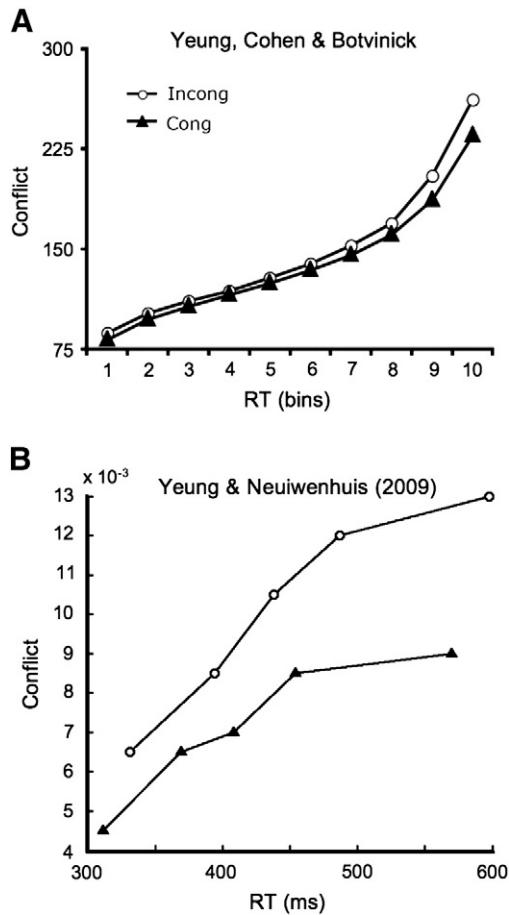 A
Yeung, Cohen & Botvinick
300
225
150
75
Conflict
Incong
Cong
1 2 3 4 5 6 7 8 9 10
RT (bins)
B
x 10-3
Yeung & Neuiwenhuis (2009)
13
12
11
10
9
8
7
6
5
4
Conflict
300 400 500 600
RT (ms)